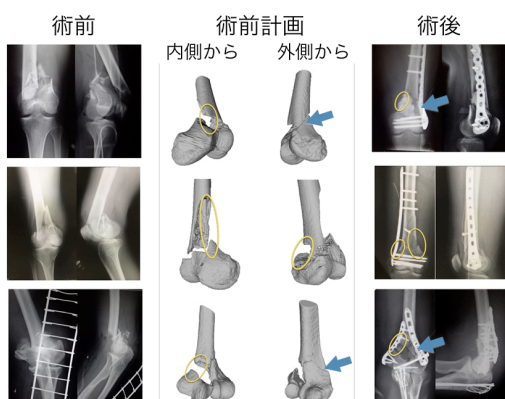 術前
術前計画
術後
内側から
外側から